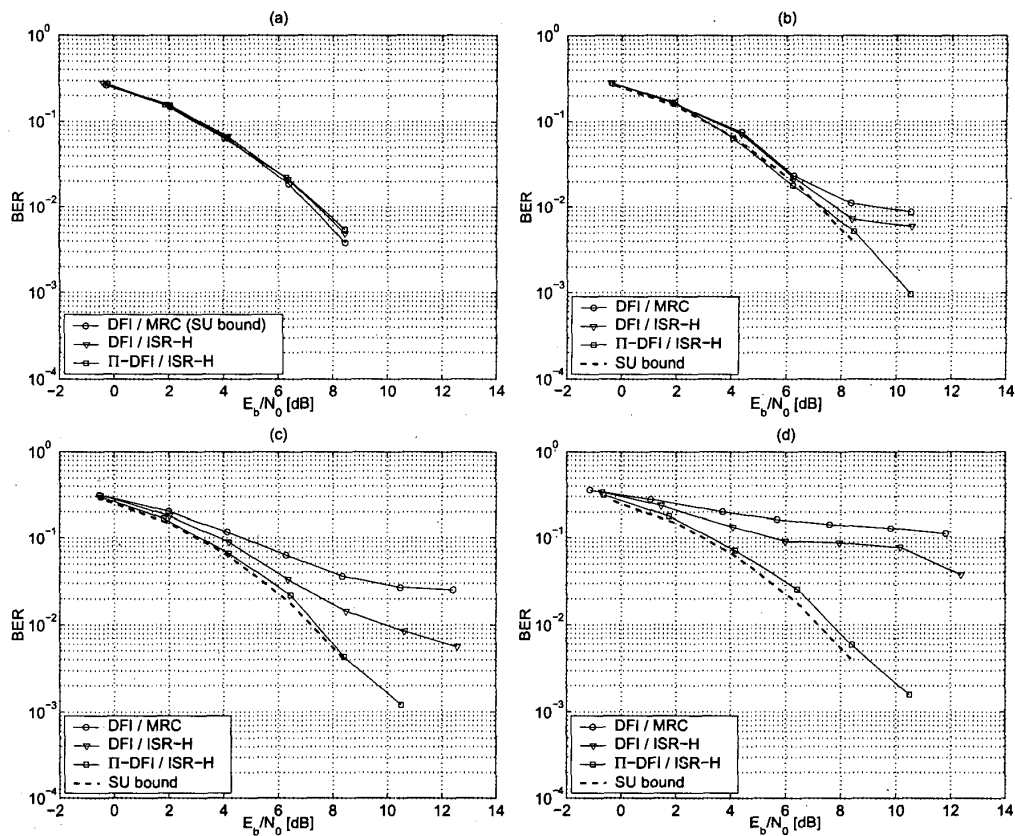 (a)
10^0
10^-1
10^-2
10^-3
10^-4
BER
DFI / MRC (SU bound)
DFI / ISR-H
Π-DFI / ISR-H
-2 0 2 4 6 8 10 12 14
E_b/N_0 [dB]
(b)
10^0
10^-1
10^-2
10^-3
10^-4
BER
DFI / MRC
DFI / ISR-H
Π-DFI / ISR-H
SU bound
-2 0 2 4 6 8 10 12 14
E_b/N_0 [dB]
(c)
10^0
10^-1
10^-2
10^-3
10^-4
BER
DFI / MRC
DFI / ISR-H
Π-DFI / ISR-H
SU bound
-2 0 2 4 6 8 10 12 14
E_b/N_0 [dB]
(d)
10^0
10^-1
10^-2
10^-3
10^-4
BER
DFI / MRC
DFI / ISR-H
Π-DFI / ISR-H
SU bound
-2 0 2 4 6 8 10 12 14
E_b/N_0 [dB]